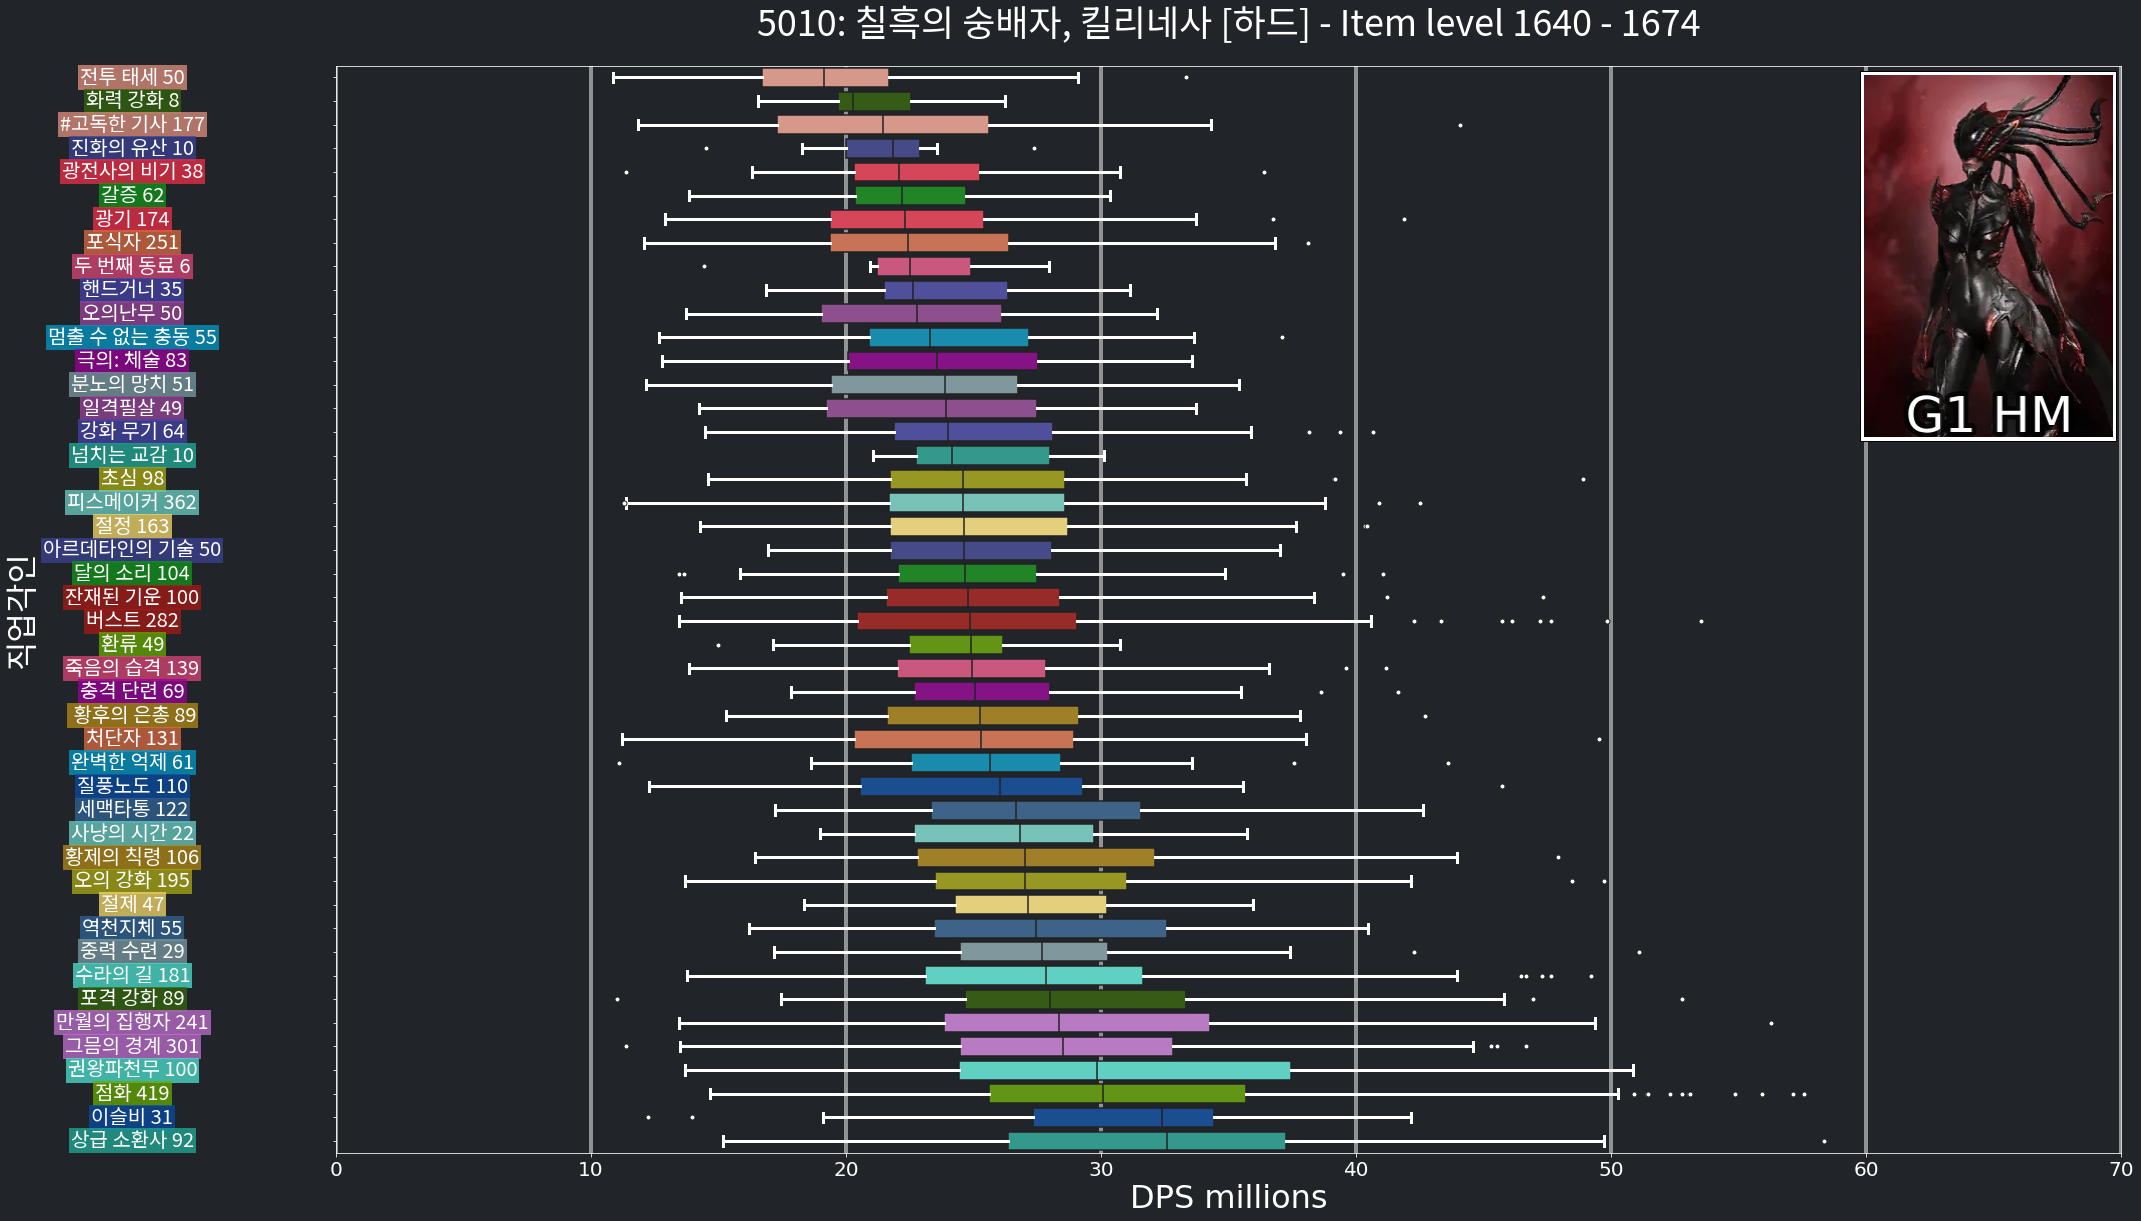 5010: 칠흑의 숭배자, 킬리네사 [하드] - Item level 1640 - 1674
전투 태세 50
화력 강화 8
#고독한 기사 177
진화의 유산 10
광전사의 비기 38
갈증 62
광기 174
포식자 251
두 번째 동료 6
핸드거너 35
오의난무 50
멈출 수 없는 충동 55
극의: 체술 83
분노의 망치 51
일격필살 49
강화 무기 64
넘치는 교감 10
초심 98
피스메이커 362
절정 163
아르데타인의 기술 50
달의 소리 104
잔재된 기운 100
버스트 282
환류 49
죽음의 습격 139
충격 단련 69
황후의 은총 89
처단자 131
완벽한 억제 61
질풍노도 110
세맥타통 122
사냥의 시간 22
황제의 칙령 106
오의 강화 195
절제 47
역천지체 55
중력 수련 29
수라의 길 181
포격 강화 89
만월의 집행자 241
그믐의 경계 301
권왕파천무 100
점화 419
이슬비 31
상급 소환사 92
직업각인
G1 HM
0 10 20 30 40 50 60 70
DPS millions